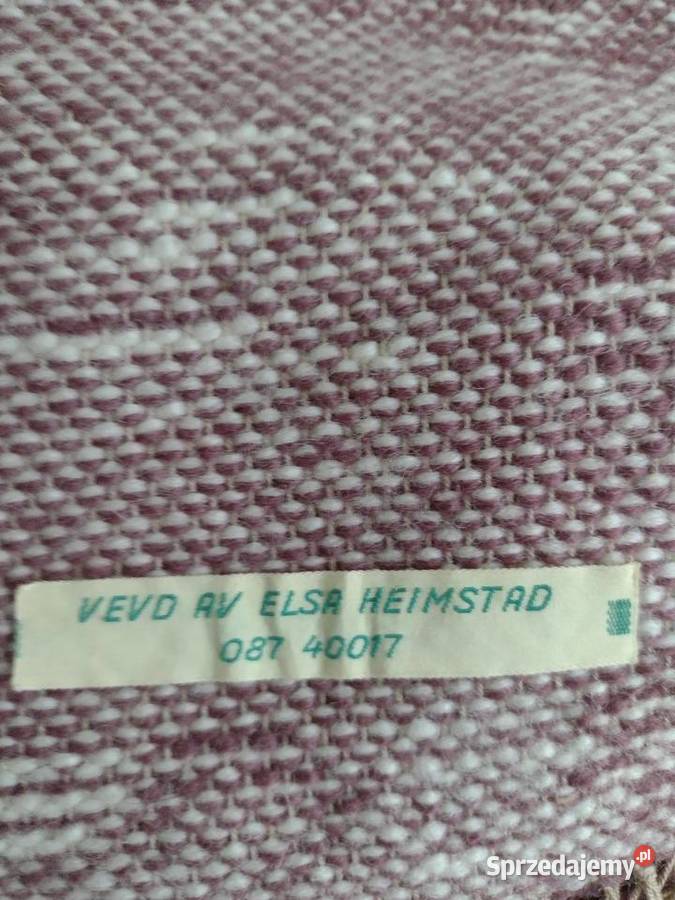 VEVD AV ELSA HEIMSTAD
087 40017
Sprzedajemy.pl